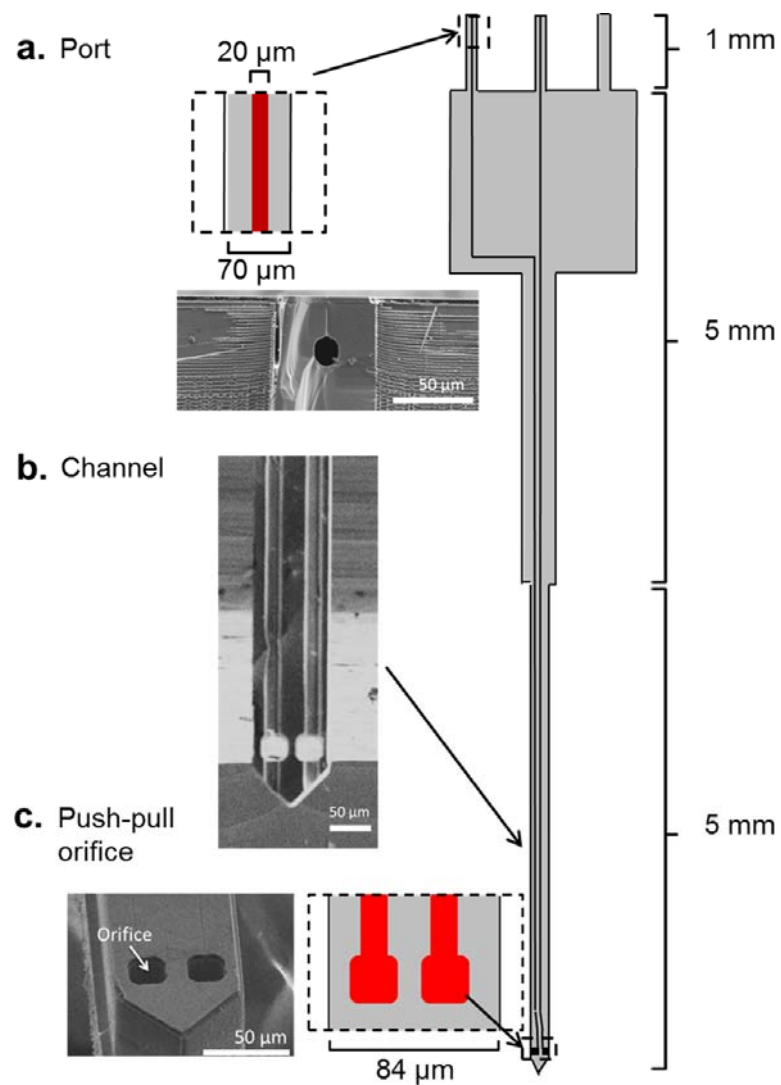 a. Port
20 µm
1 mm
70 µm
50 µm
5 mm
b. Channel
50 µm
c. Push-pull
orifice
5 mm
Orifice
50 µm
84 µm